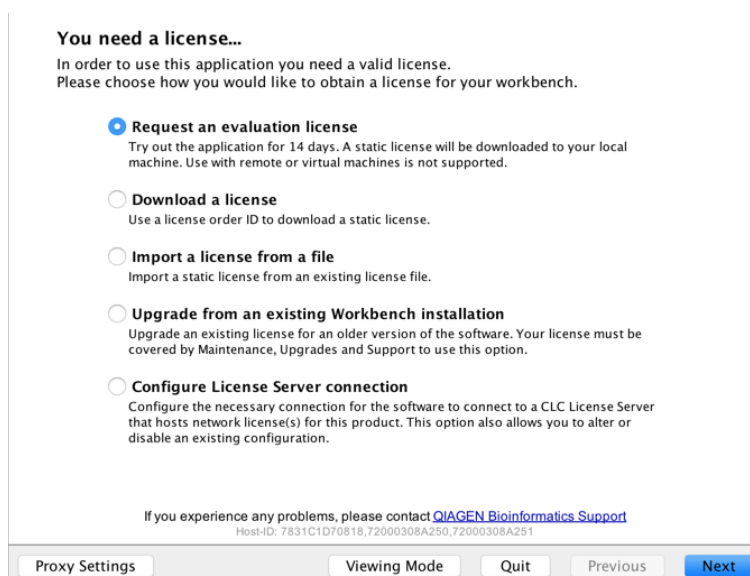 You need a license...
In order to use this application you need a valid license.
Please choose how you would like to obtain a license for your workbench.
Request an evaluation license
Try out the application for 14 days. A static license will be downloaded to your local
machine. Use with remote or virtual machines is not supported.
Download a license
Use a license order ID to download a static license.
Import a license from a file
Import a static license from an existing license file.
Upgrade from an existing Workbench installation
Upgrade an existing license for an older version of the software. Your license must be
covered by Maintenance, Upgrades and Support to use this option.
Configure License Server connection
Configure the necessary connection for the software to connect to a CLC License Server
that hosts network license(s) for this product. This option also allows you to alter or
disable an existing configuration.
If you experience any problems, please contact QIAGEN Bioinformatics Support
Host-ID: 7831C1D70818,72000308A250,72000308A251
Proxy Settings Viewing Mode Quit Previous Next